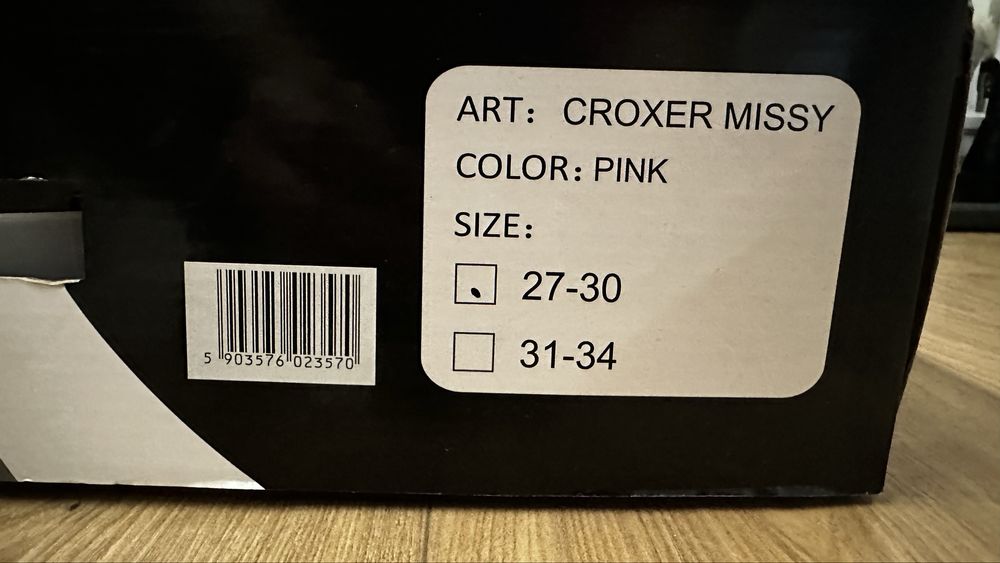 ART: CROXER MISSY
COLOR: PINK
SIZE:
27-30
31-34
5 903576 023570